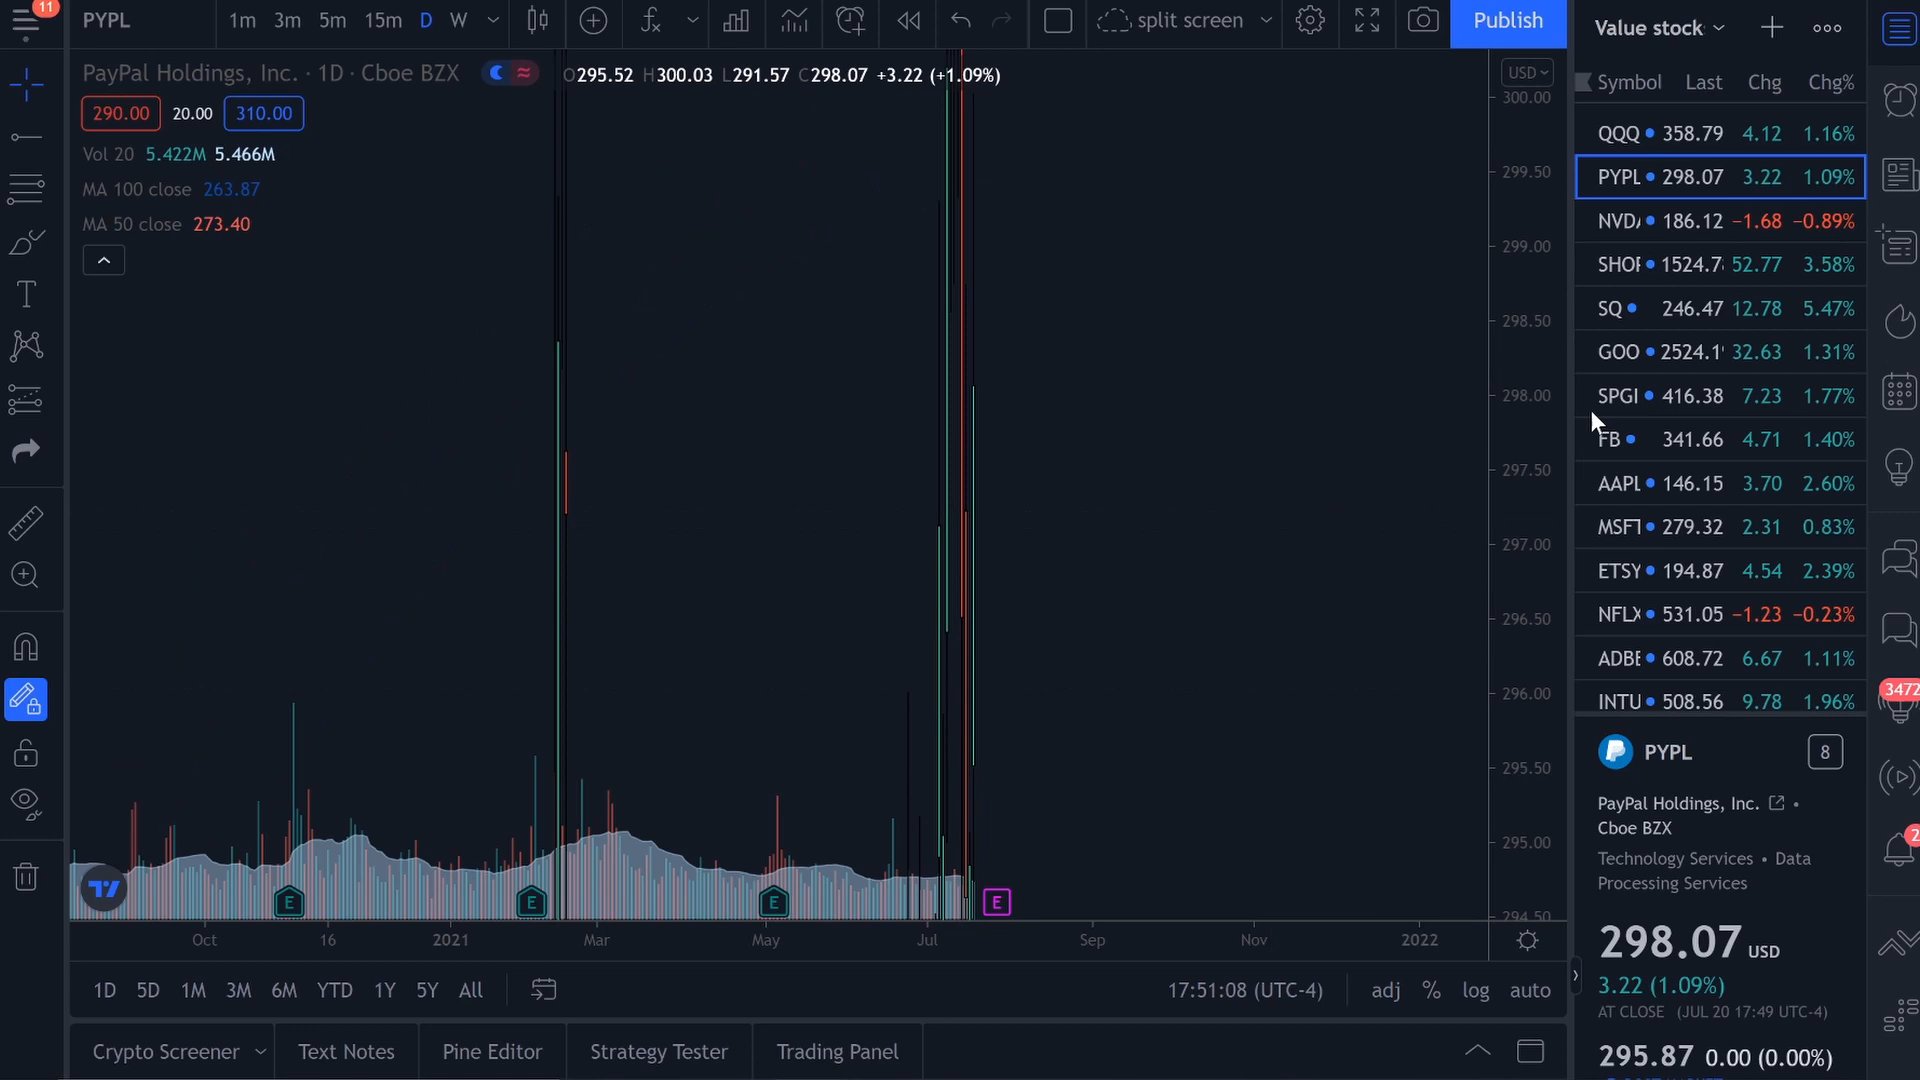 11
PYPL 1m 3m 5m 15m D W split screen Publish
Value stock
PayPal Holdings, Inc. · 1D · Cboe BZX O295.52 H300.03 L291.57 C298.07 +3.22 (+1.09%)
290.00 20.00 310.00
Vol 20 5.422M 5.466M
MA 100 close 263.87
MA 50 close 273.40
USD
300.00
299.50
299.00
298.50
298.00
297.50
297.00
296.50
296.00
295.50
295.00
294.50
E E E E
Oct 16 2021 Mar May Jul Sep Nov 2022
1D 5D 1M 3M 6M YTD 1Y 5Y All 17:51:08 (UTC-4) adj % log auto
Crypto Screener Text Notes Pine Editor Strategy Tester Trading Panel
Symbol Last Chg Chg%
QQQ 358.79 4.12 1.16%
PYPL 298.07 3.22 1.09%
NVD 186.12 −1.68 −0.89%
SHO 1524.7 52.77 3.58%
SQ 246.47 12.78 5.47%
GOO 2524.1 32.63 1.31%
SPGI 416.38 7.23 1.77%
FB 341.66 4.71 1.40%
AAPL 146.15 3.70 2.60%
MSFT 279.32 2.31 0.83%
ETSY 194.87 4.54 2.39%
NFLX 531.05 −1.23 −0.23%
ADBE 608.72 6.67 1.11%
INTU 508.56 9.78 1.96%
3472
2
PYPL 8
PayPal Holdings, Inc. •
Cboe BZX
Technology Services • Data
Processing Services
298.07 USD
3.22 (1.09%)
AT CLOSE (JUL 20 17:49 UTC-4)
295.87 0.00 (0.00%)